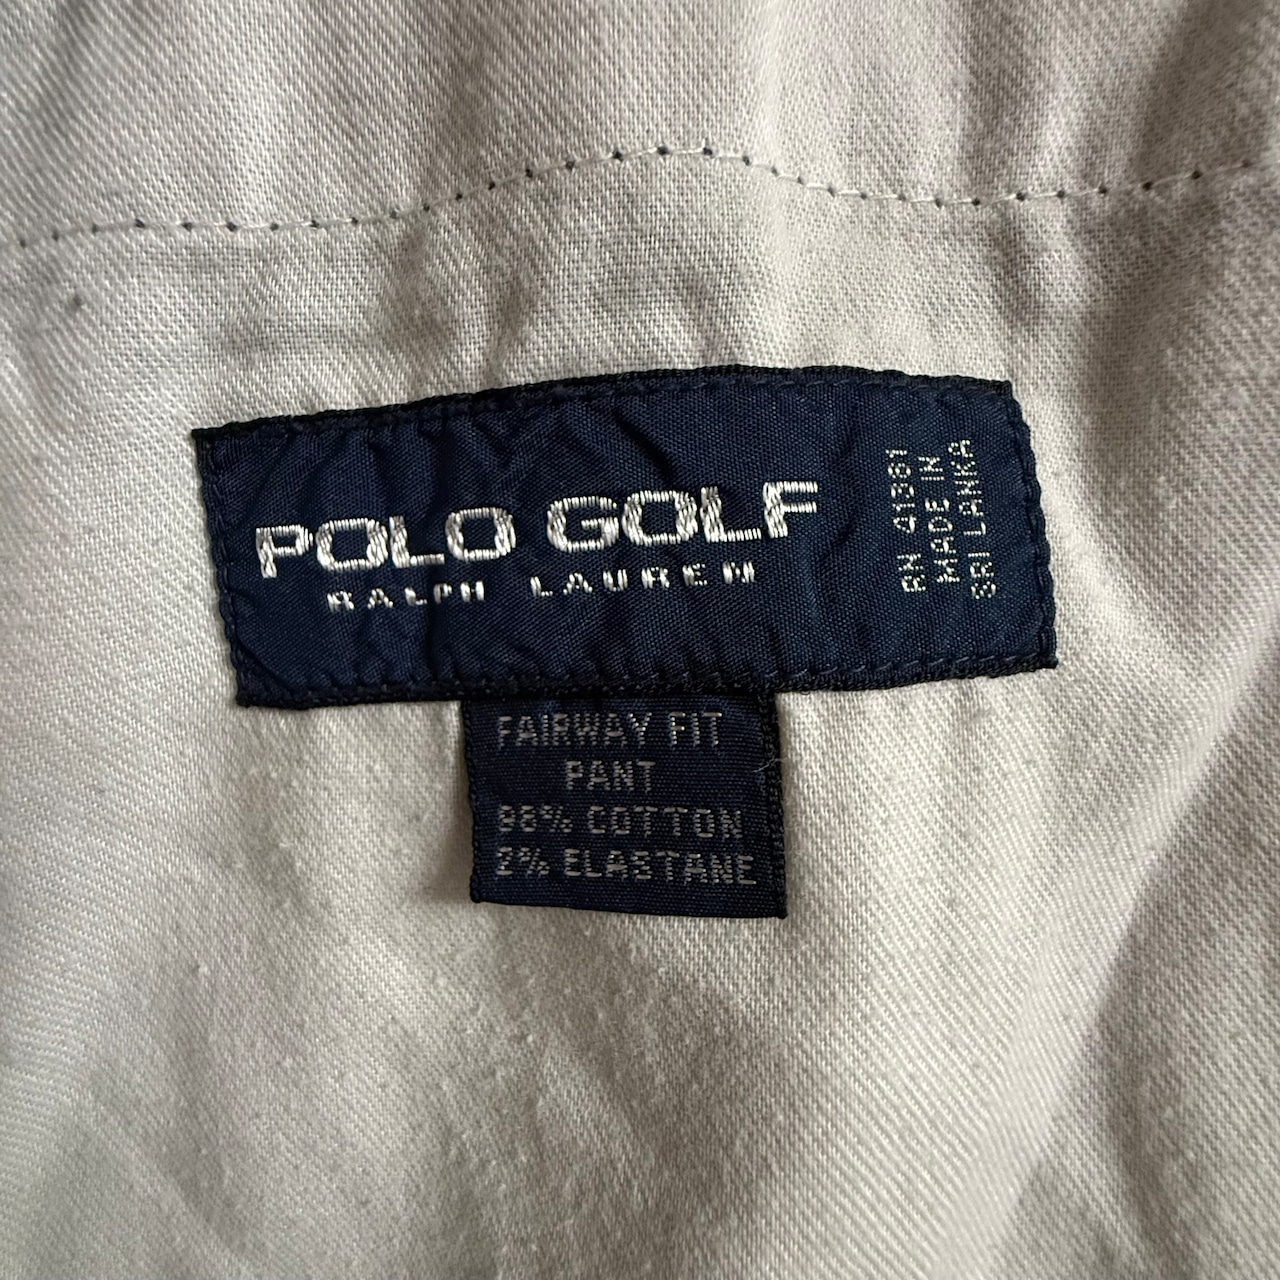 POLO GOLF
RALPH LAUREN
RN 41381
MADE IN
SRI LANKA
FAIRWAY FIT
PANT
98% COTTON
2% ELASTANE